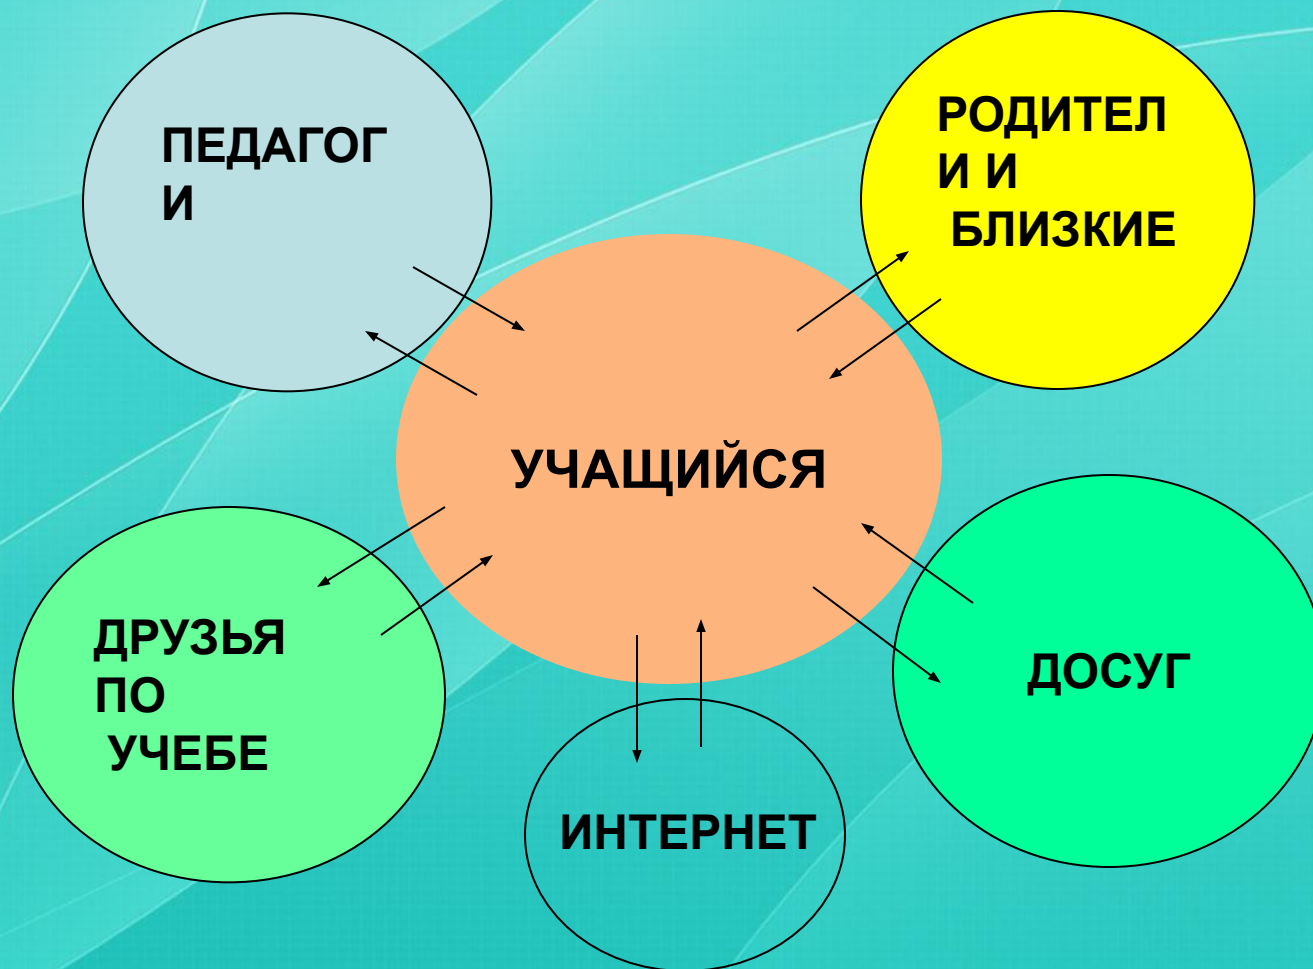 ПЕДАГОГ
И
РОДИТЕЛ
И И
БЛИЗКИЕ
УЧАЩИЙСЯ
ДРУЗЬЯ
ПО
УЧЕБЕ
ДОСУГ
ИНТЕРНЕТ